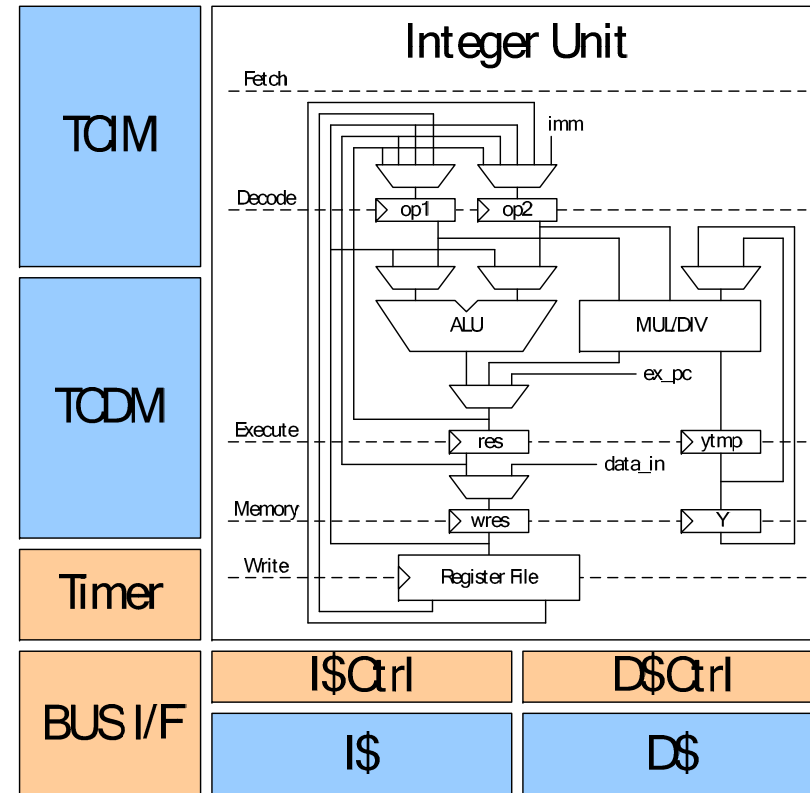 TCIM
TCDM
Timer
BUS I/F
Integer Unit
Fetch
imm
Decode
op1
op2
ALU
MUL/DIV
ex_pc
Execute
res
ytmp
data_in
Memory
wres
Y
Write
Register File
I$Ctrl
D$Ctrl
I$
D$